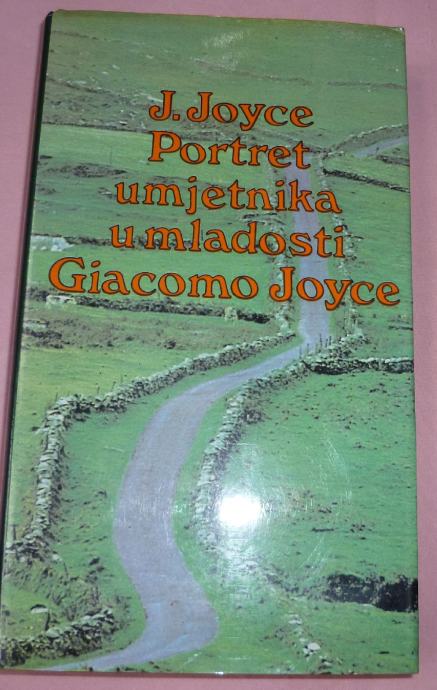 J. Joyce
Portret
umjetnika
u mladosti
Giacomo Joyce